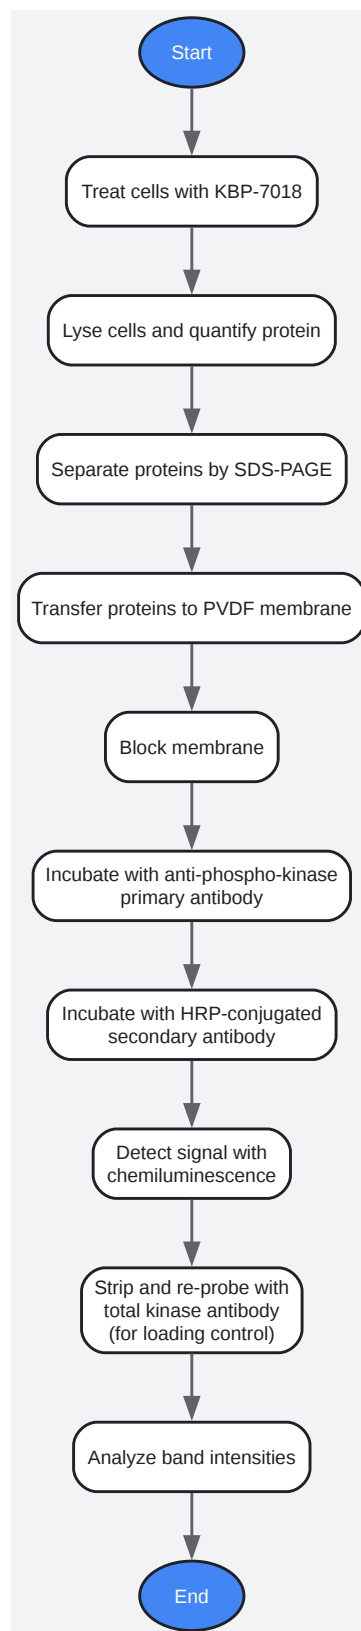 Start
Treat cells with KBP-7018
Lyse cells and quantify protein
Separate proteins by SDS-PAGE
Transfer proteins to PVDF membrane
Block membrane
Incubate with anti-phospho-kinase
primary antibody
Incubate with HRP-conjugated
secondary antibody
Detect signal with
chemiluminescence
Strip and re-probe with
total kinase antibody
(for loading control)
Analyze band intensities
End